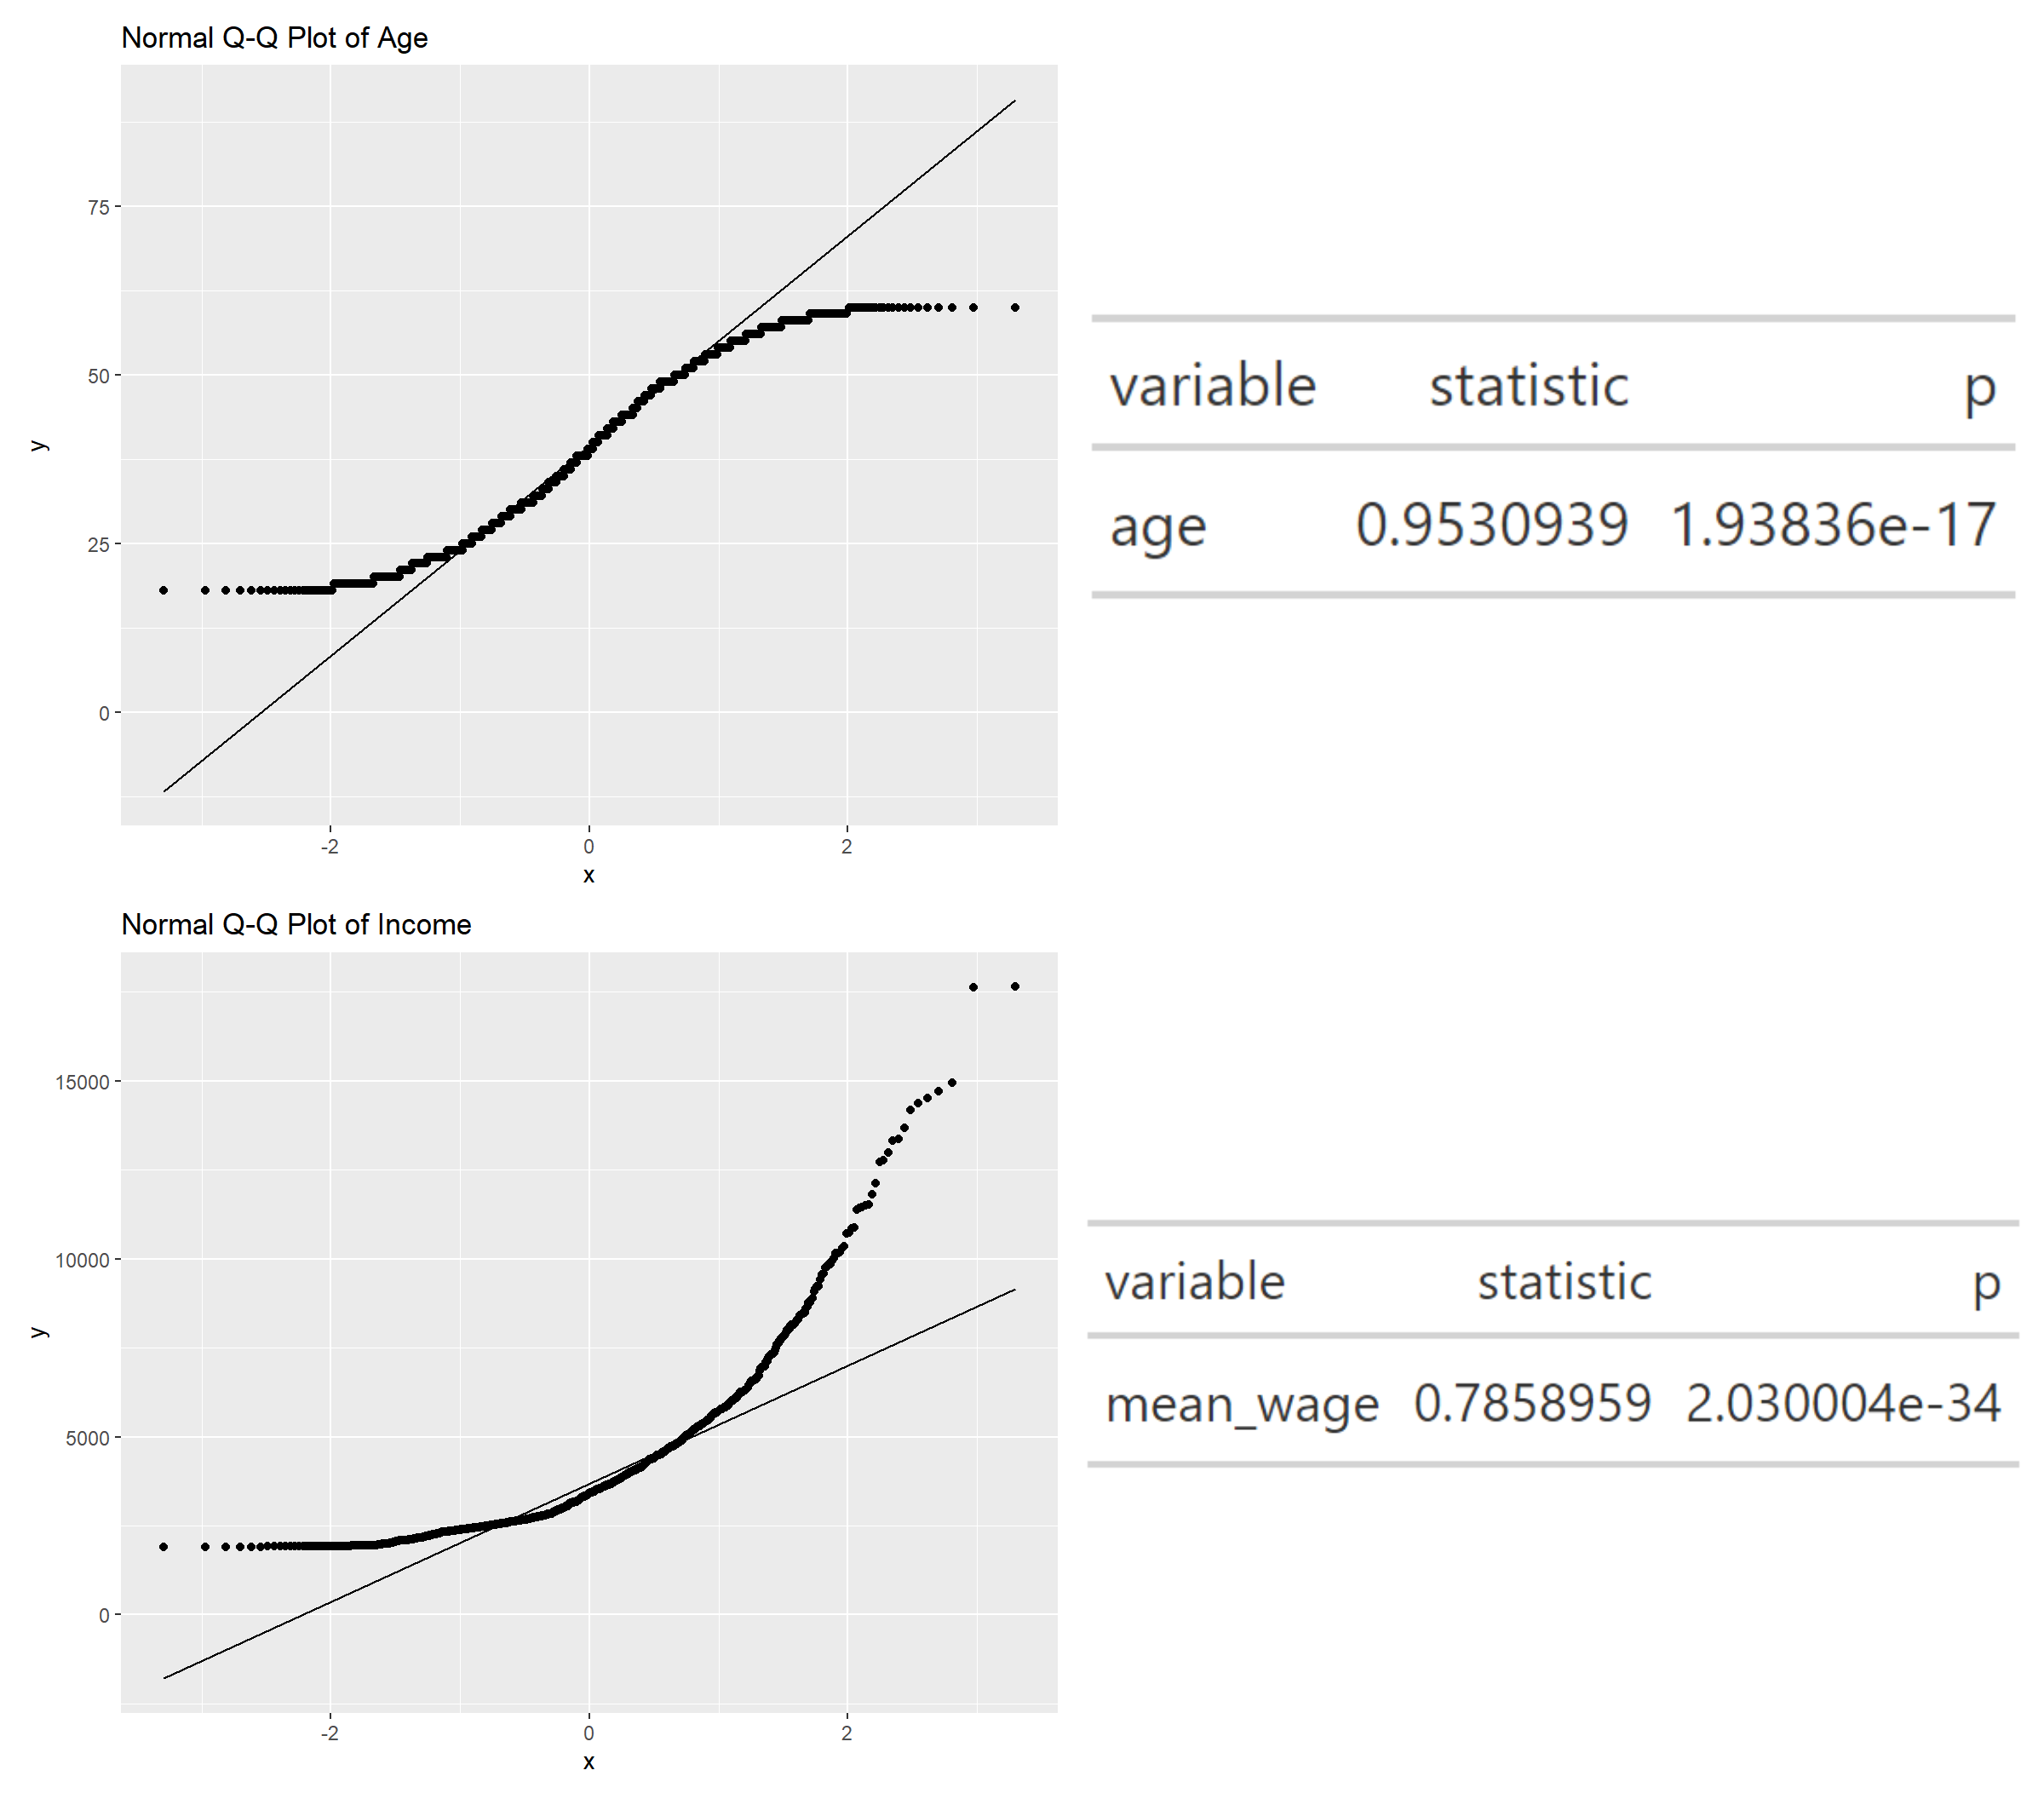 Normal Q-Q Plot of Age
75
50
25
0
y
-2 0 2
x
variable statistic p
age 0.9530939 1.93836e-17
Normal Q-Q Plot of Income
15000
10000
5000
0
y
-2 0 2
x
variable statistic p
mean_wage 0.7858959 2.030004e-34